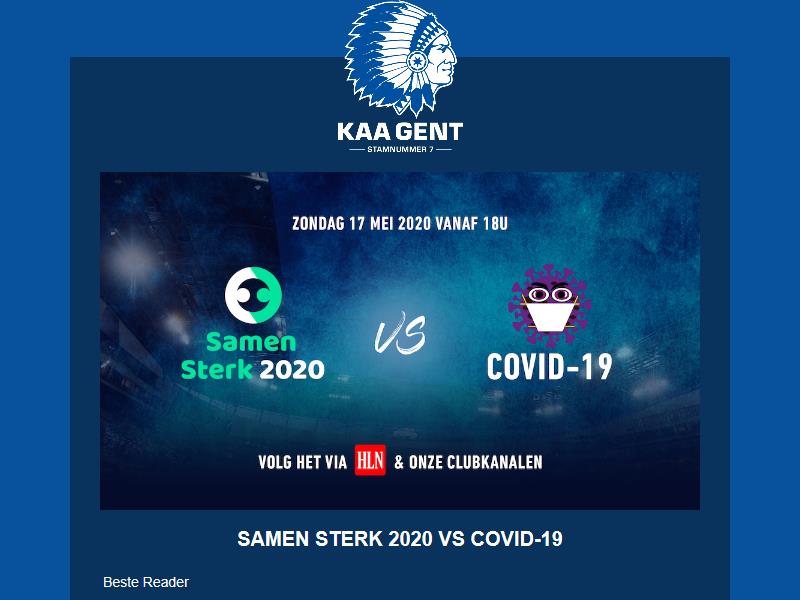 KAA GENT
STAMNUMMER 7
ZONDAG 17 MEI 2020 VANAF 18U
Samen
Sterk 2020
VS
COVID-19
VOLG HET VIA HLN & ONZE CLUBKANALEN
SAMEN STERK 2020 VS COVID-19
Beste Reader